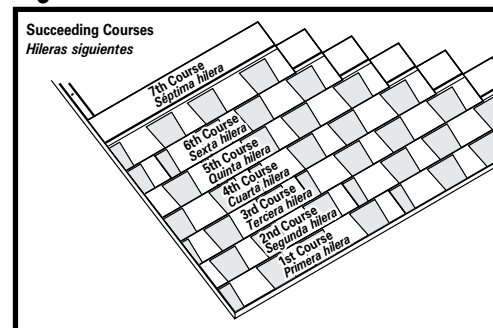 Succeeding Courses
Hileras siguientes
7th Course
Séptima hilera
6th Course
Sexta hilera
5th Course
Quinta hilera
4th Course
Cuarta hilera
3rd Course
Tercera hilera
2nd Course
Segunda hilera
1st Course
Primera hilera